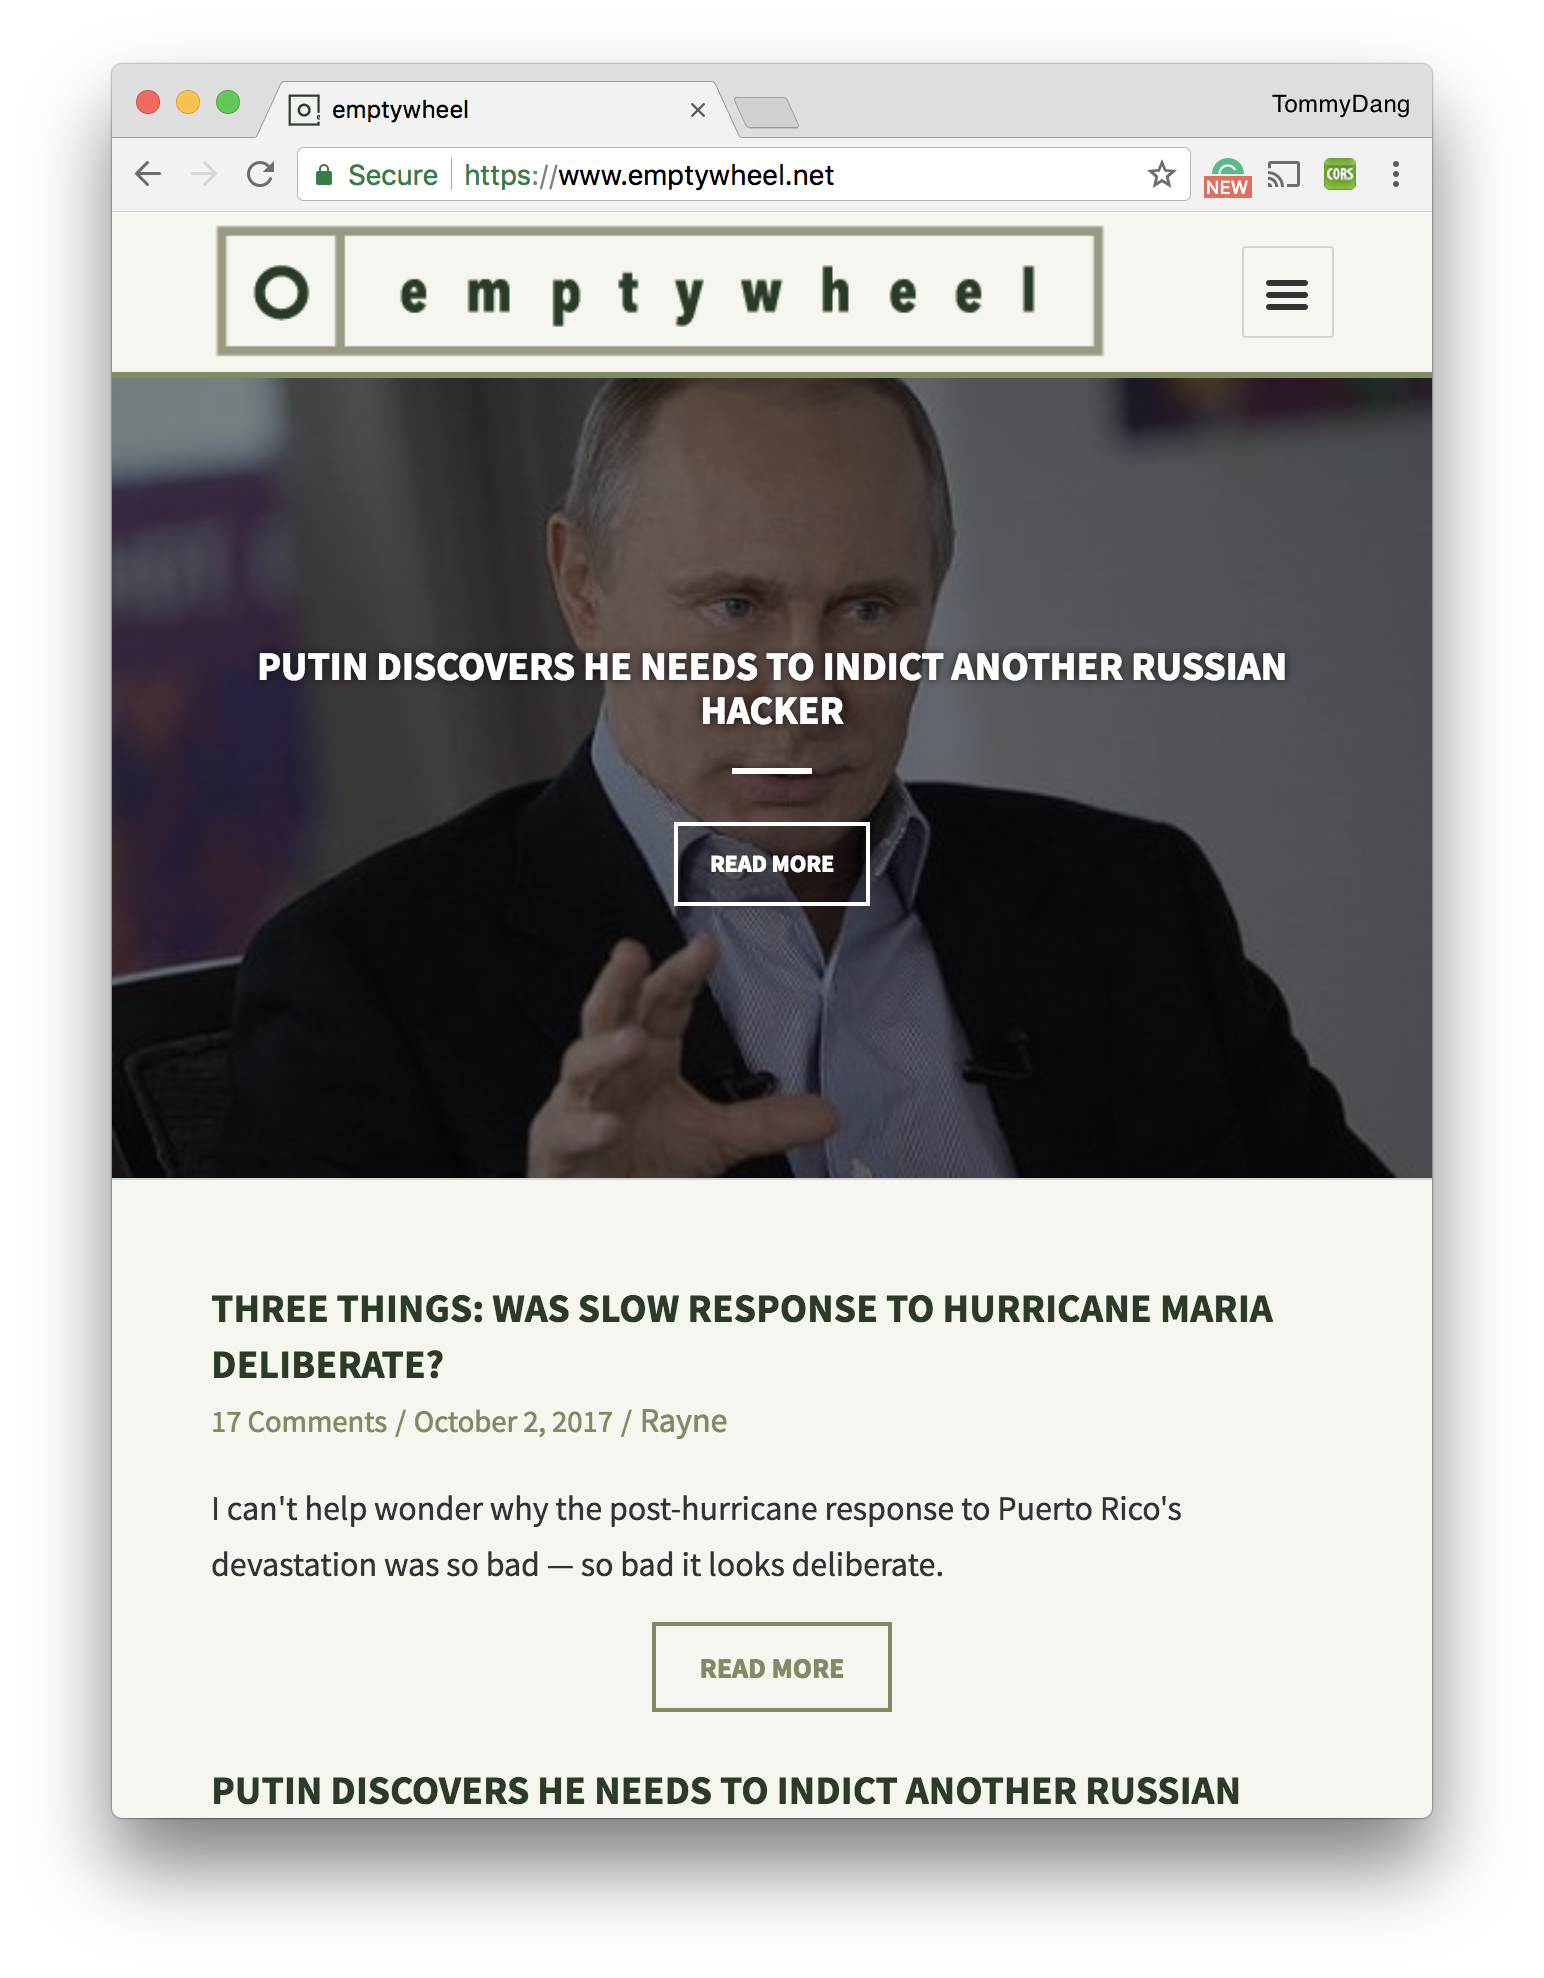 emptywheel
TommyDang
Secure https://www.emptywheel.net
NEW
CORS
emptywheel
PUTIN DISCOVERS HE NEEDS TO INDICT ANOTHER RUSSIAN
HACKER
READ MORE
THREE THINGS: WAS SLOW RESPONSE TO HURRICANE MARIA
DELIBERATE?
17 Comments / October 2, 2017 / Rayne
I can't help wonder why the post-hurricane response to Puerto Rico's
devastation was so bad — so bad it looks deliberate.
READ MORE
PUTIN DISCOVERS HE NEEDS TO INDICT ANOTHER RUSSIAN